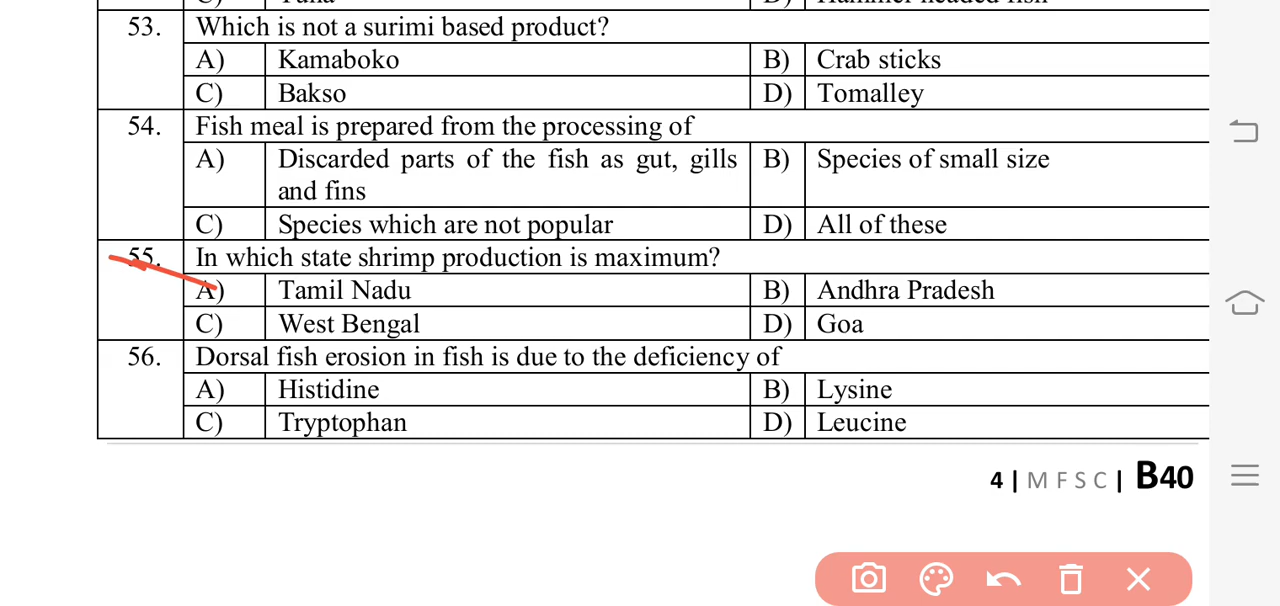 53. Which is not a surimi based product?
A) Kamaboko B) Crab sticks
C) Bakso D) Tomalley
54. Fish meal is prepared from the processing of
A) Discarded parts of the fish as gut, gills B) Species of small size
and fins
C) Species which are not popular D) All of these
55. In which state shrimp production is maximum?
A) Tamil Nadu B) Andhra Pradesh
C) West Bengal D) Goa
56. Dorsal fish erosion in fish is due to the deficiency of
A) Histidine B) Lysine
C) Tryptophan D) Leucine
4 | M F S C | B40